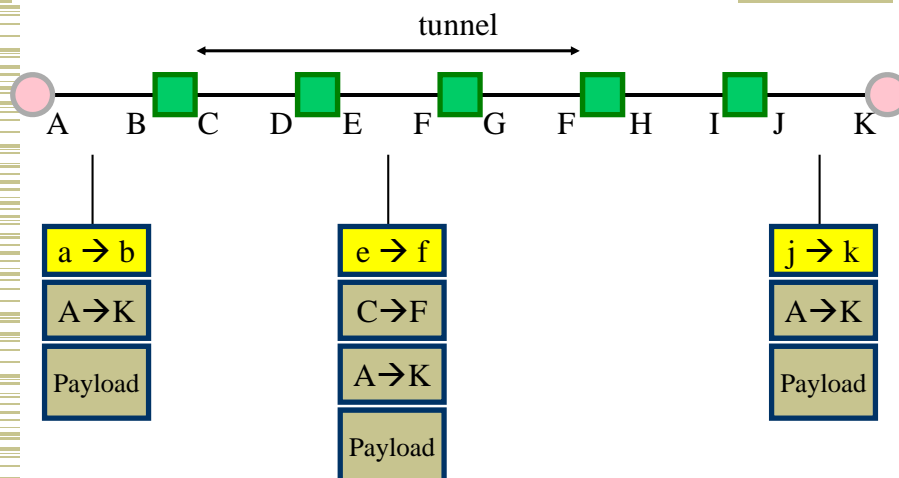 tunnel
A B C D E F G F H I J K
a → b
A→K
Payload
e → f
C→F
A→K
Payload
j → k
A→K
Payload